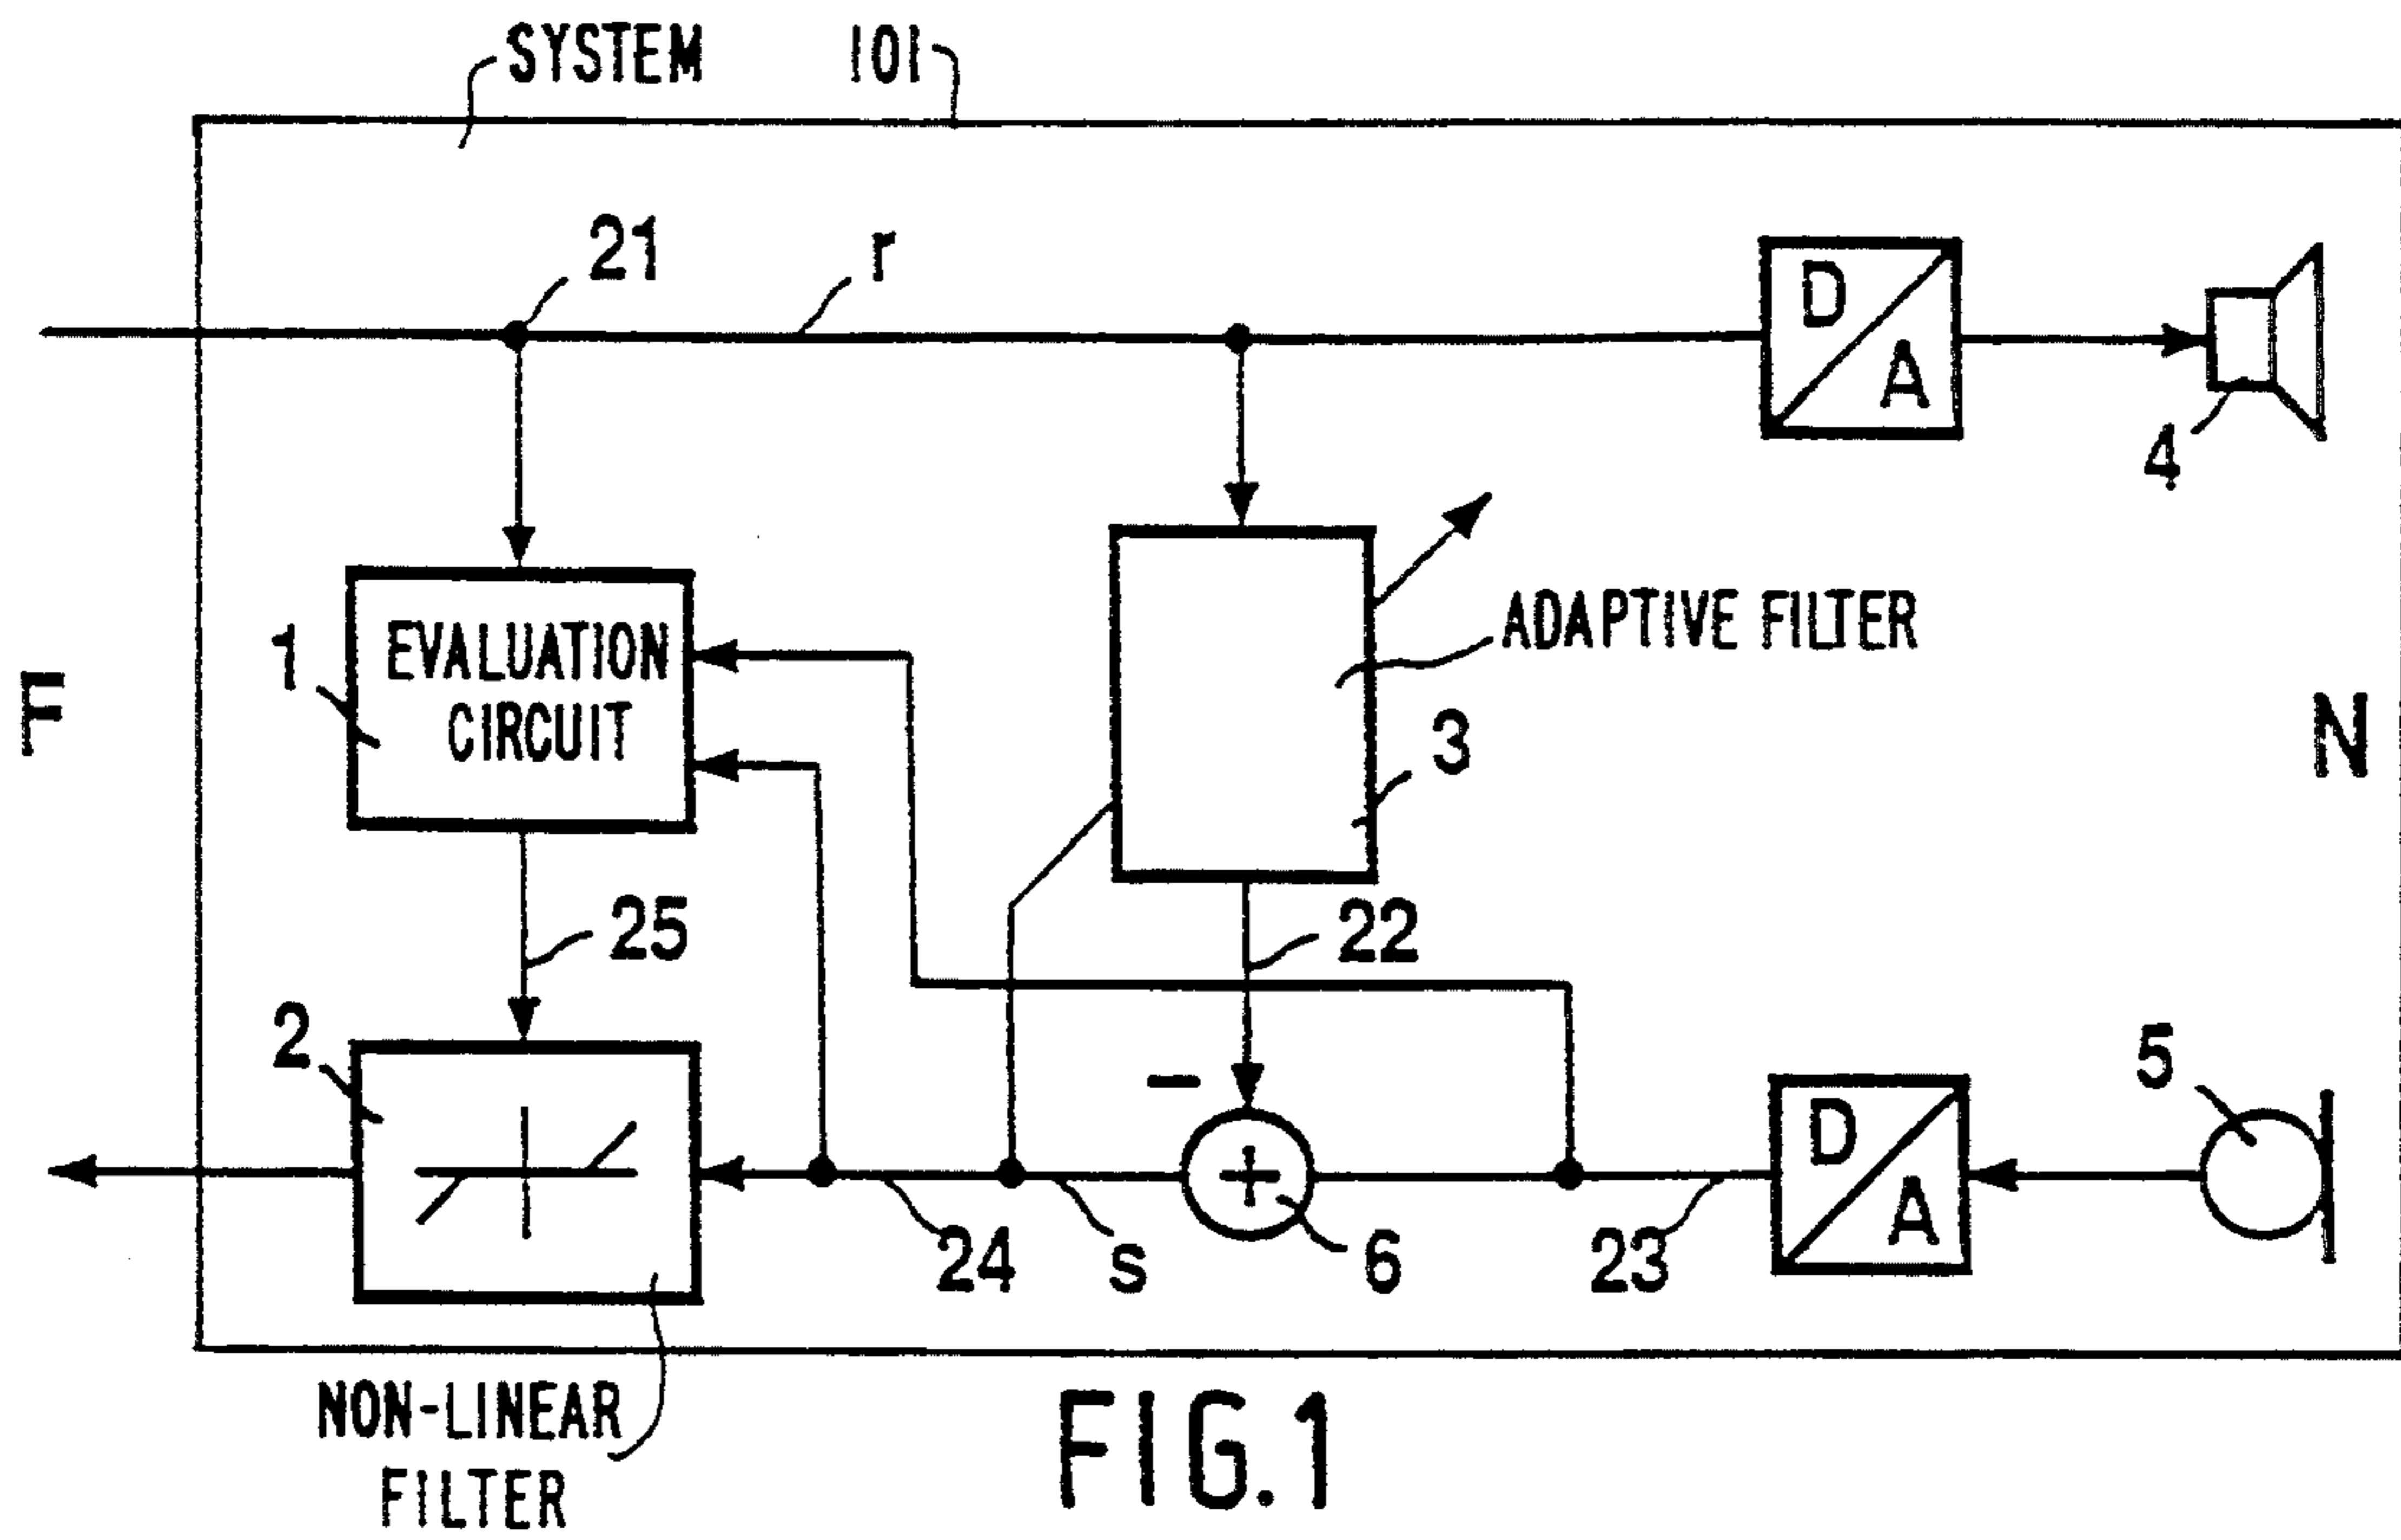 SYSTEM 101
21 r
D
A
4
EVALUATION
CIRCUIT
1
ADAPTIVE FILTER
3
F
N
25
22
2
5
-
+
D
A
24 s 6 23
NON-LINEAR
FILTER
FIG.1